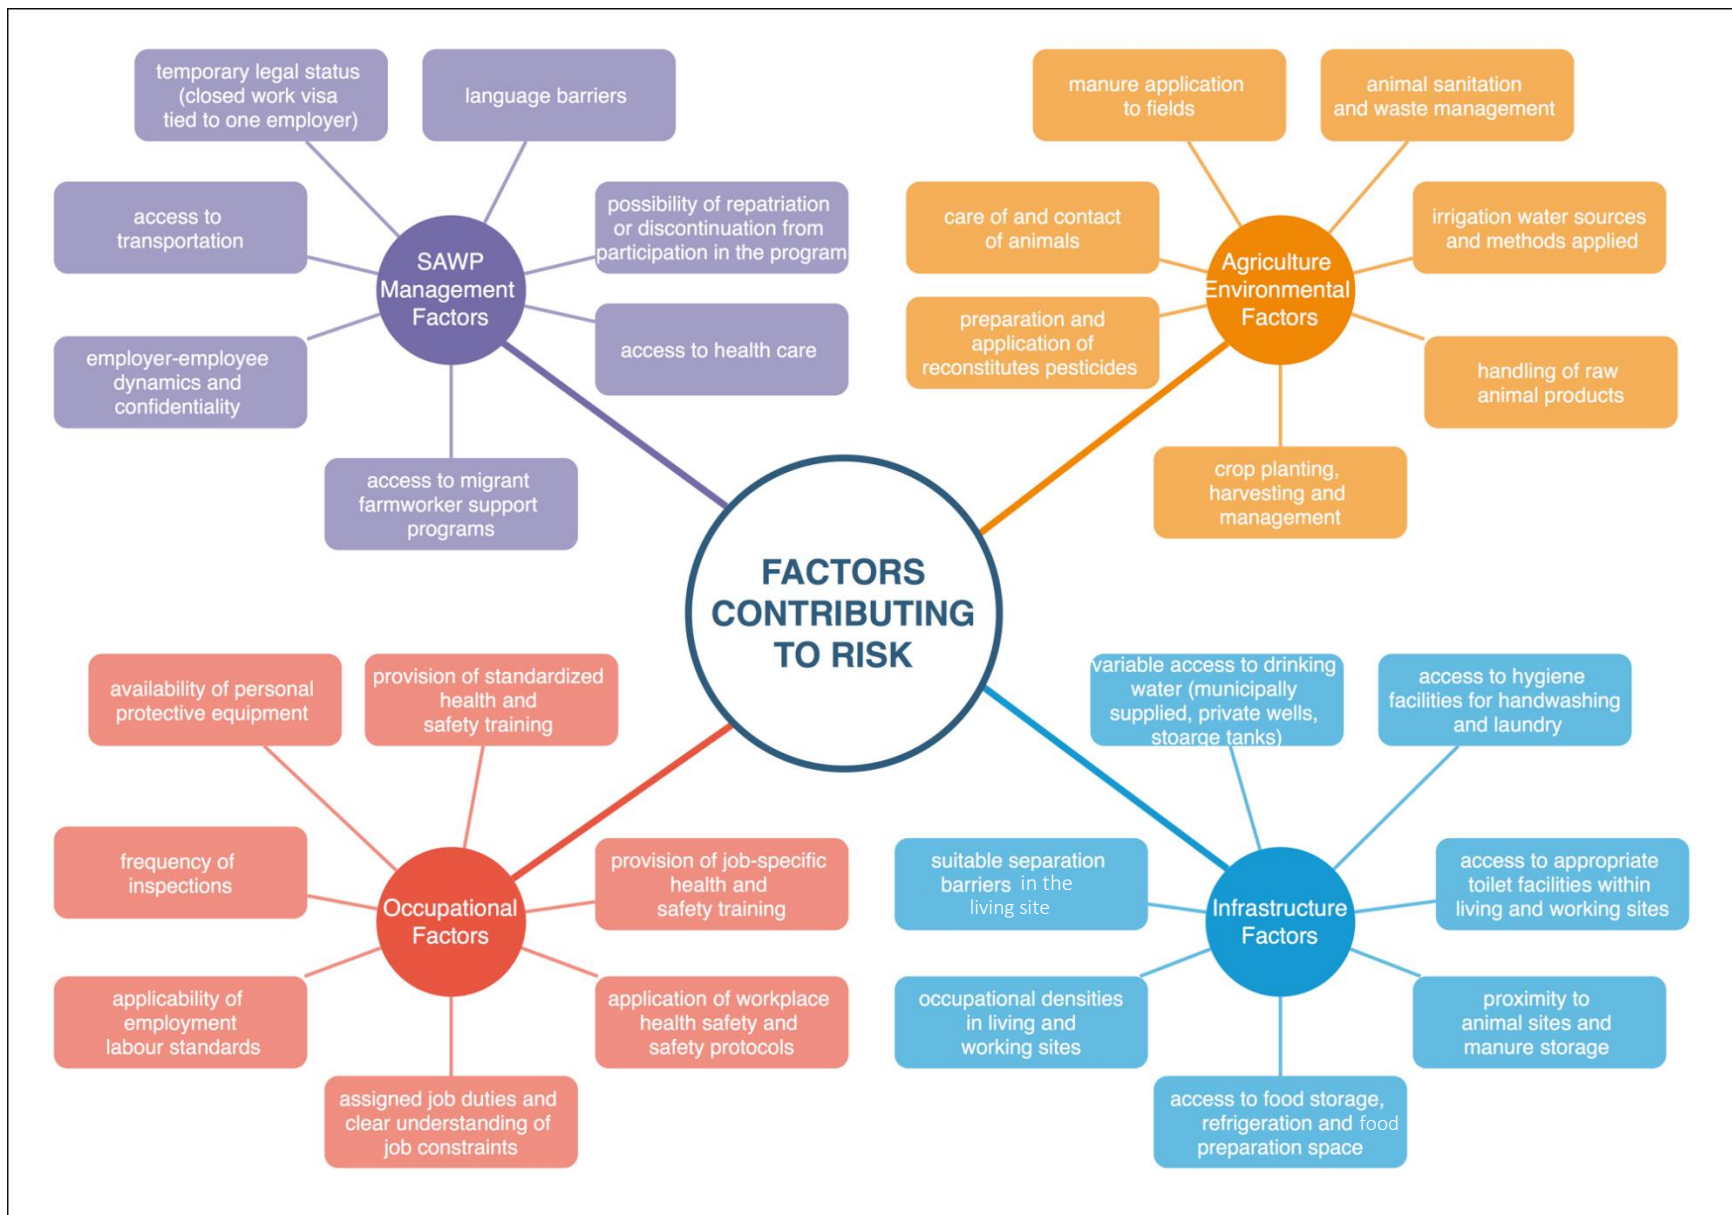 temporary legal status
(closed work visa
tied to one employer)
language barriers
access to
transportation
possibility of repatriation
or discontinuation from
participation in the program
SAWP
Management
Factors
employer-employee
dynamics and
confidentiality
access to health care
access to migrant
farmworker support
programs
manure application
to fields
animal sanitation
and waste management
care of and contact
of animals
irrigation water sources
and methods applied
Agriculture
Environmental
Factors
preparation and
application of
reconstitutes pesticides
handling of raw
animal products
crop planting,
harvesting and
management
FACTORS
CONTRIBUTING
TO RISK
availability of personal
protective equipment
provision of standardized
health and
safety training
frequency of
inspections
provision of job-specific
health and
safety training
Occupational
Factors
applicability of
employment
labour standards
application of workplace
health safety and
safety protocols
assigned job duties and
clear understanding of
job constraints
variable access to drinking
water (municipally
supplied, private wells,
stoarge tanks)
access to hygiene
facilities for handwashing
and laundry
suitable separation
barriers in the
living site
access to appropriate
toilet facilities within
living and working sites
Infrastructure
Factors
occupational densities
in living and
working sites
proximity to
animal sites and
manure storage
access to food storage,
refrigeration and food
preparation space